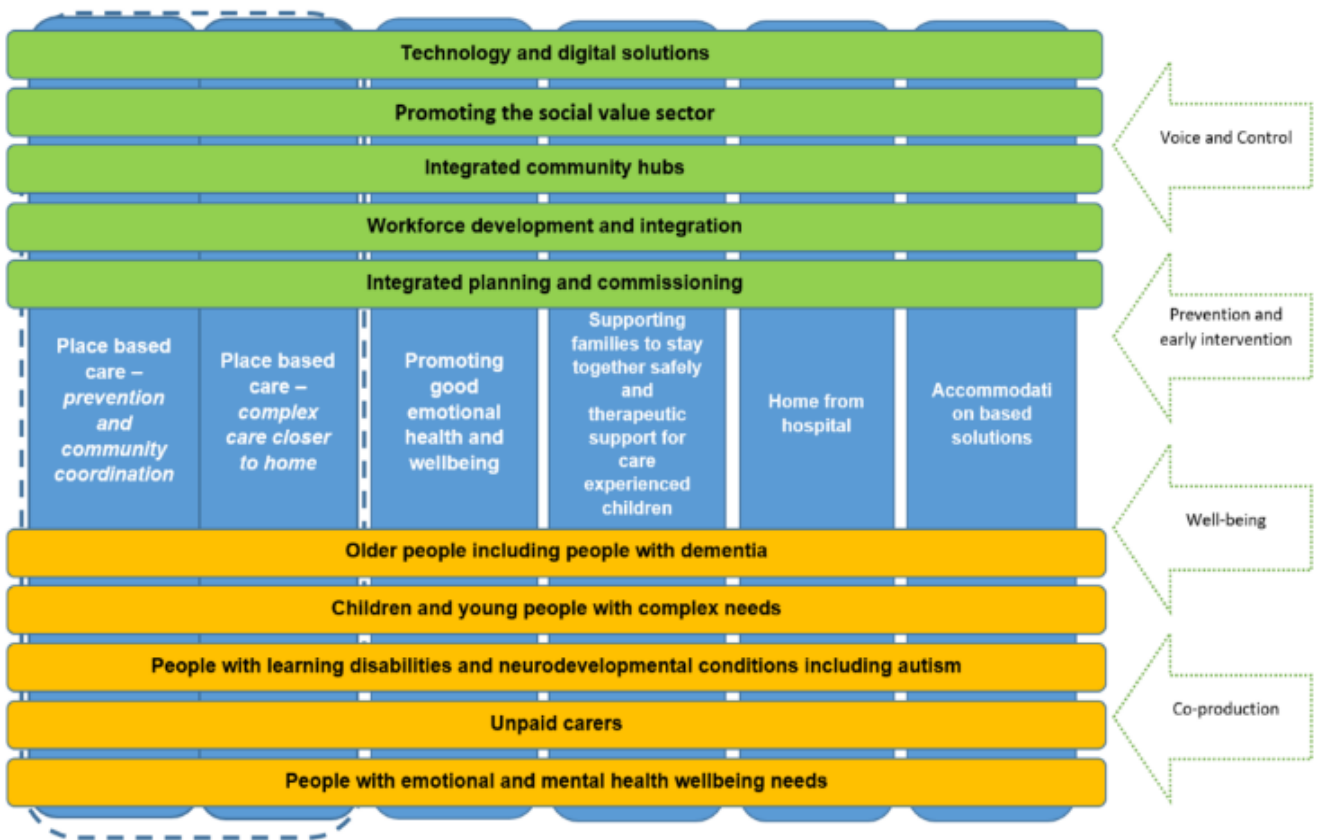 Technology and digital solutions
Promoting the social value sector
Integrated community hubs
Workforce development and integration
Integrated planning and commissioning
Place based
care –
prevention
and
community
coordination
Place based
care –
complex
care closer
to home
Promoting
good
emotional
health and
wellbeing
Supporting
families to stay
together safely
and
therapeutic
support for
care
experienced
children
Home from
hospital
Accommodati
on based
solutions
Older people including people with dementia
Children and young people with complex needs
People with learning disabilities and neurodevelopmental conditions including autism
Unpaid carers
People with emotional and mental health wellbeing needs
Voice and Control
Prevention and
early intervention
Well-being
Co-production